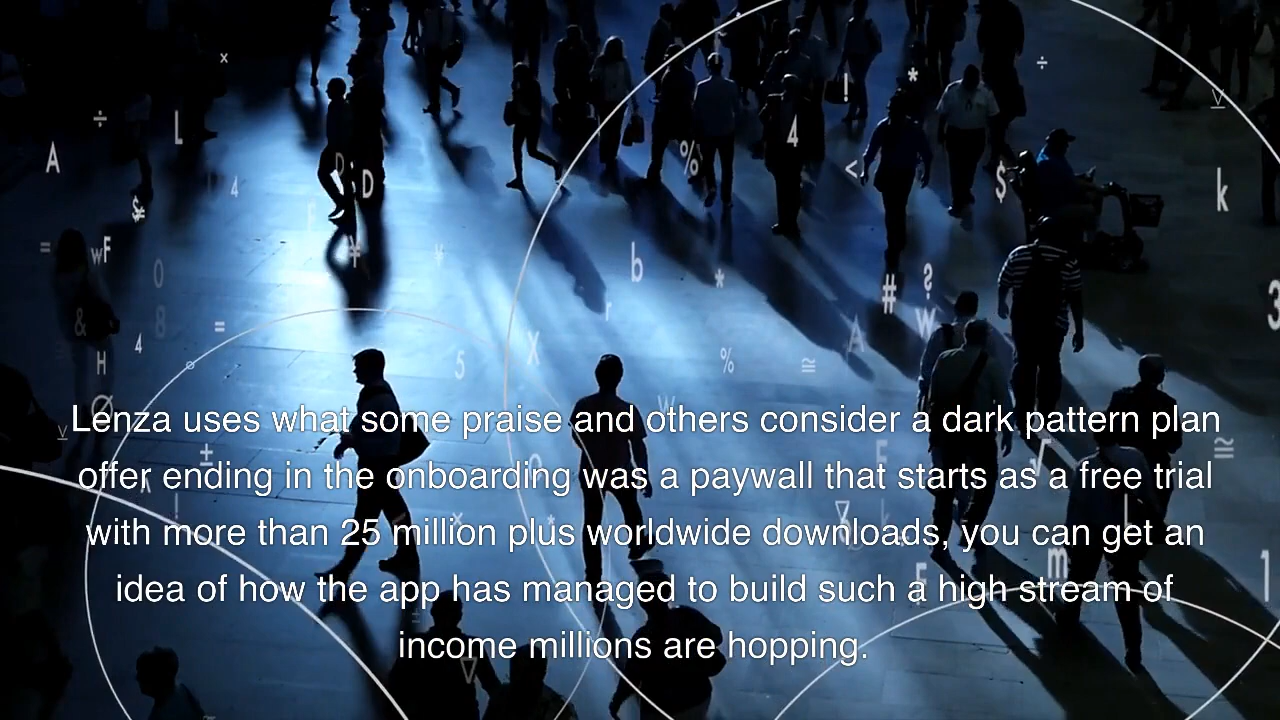 Lenza uses what some praise and others consider a dark pattern plan
offer ending in the onboarding was a paywall that starts as a free trial
with more than 25 million plus worldwide downloads, you can get an
idea of how the app has managed to build such a high stream of
income millions are hopping.